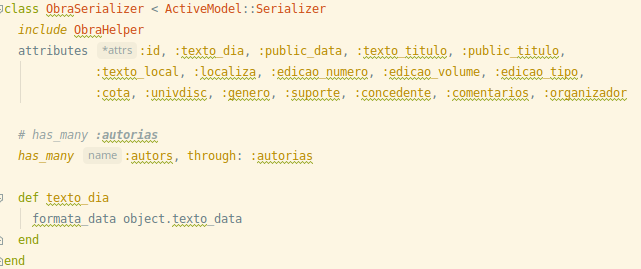 class ObraSerializer < ActiveModel::Serializer
include ObraHelper
attributes *attrs :id, :texto_dia, :public_data, :texto_titulo, :public_titulo,
:texto_local, :localiza, :edicao_numero, :edicao_volume, :edicao_tipo,
:cota, :univdisc, :genero, :suporte, :concedente, :comentarios, :organizador
# has_many :autorias
has_many name :autors, through: :autorias
def texto_dia
formata_data object.texto_data
end
end